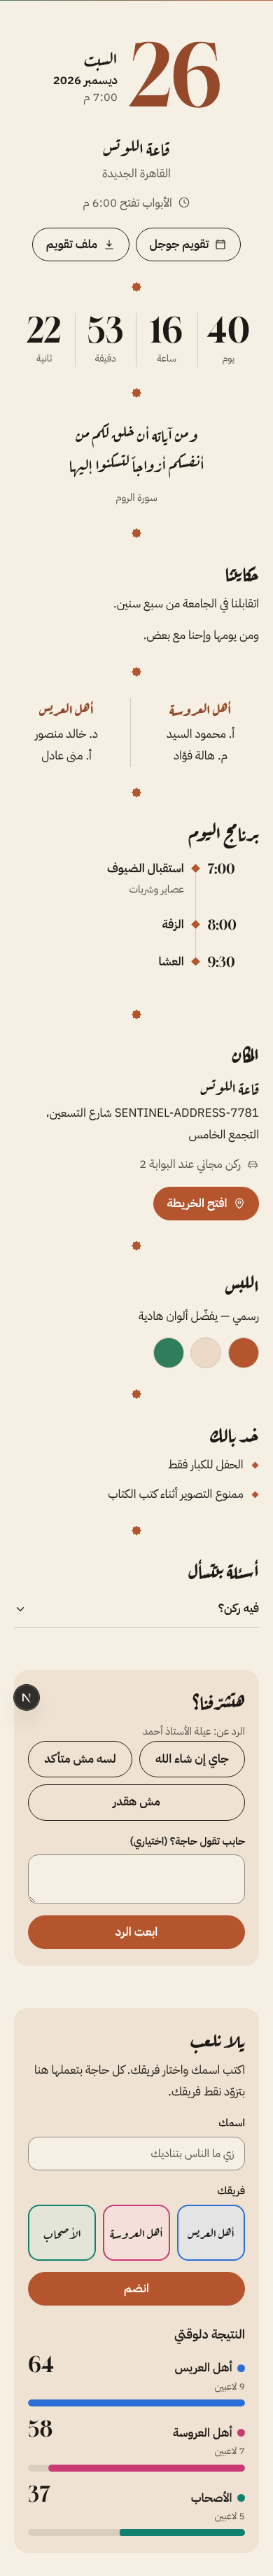 26
السبت
ديسمبر 2026
7:00 م
قاعة اللوتس
القاهرة الجديدة
الأبواب تفتح 6:00 م
تقويم جوجل
ملف تقويم
40
يوم
16
ساعة
53
دقيقة
22
ثانية
ومن آياته أن خلق لكم من
أنفسكم أزواجاً لتسكنوا إليها
سورة الروم
حكايتنا
اتقابلنا في الجامعة من سبع سنين.
ومن يومها وإحنا مع بعض.
أهل العروسة
أ. محمود السيد
م. هالة فؤاد
أهل العريس
د. خالد منصور
أ. منى عادل
برنامج اليوم
7:00
استقبال الضيوف
عصاير وشربات
8:00
الزفة
9:30
العشا
المكان
قاعة اللوتس
SENTINEL-ADDRESS-7781 شارع التسعين،
التجمع الخامس
ركن مجاني عند البوابة 2
افتح الخريطة
اللبس
رسمي — يفضّل ألوان هادية
خد بالك
الحفل للكبار فقط
ممنوع التصوير أثناء كتب الكتاب
أسئلة بتتسأل
فيه ركن؟
N
هتشرّفنا؟
الرد عن: عيلة الأستاذ أحمد
جاي إن شاء الله
لسه مش متأكد
مش هقدر
حابب تقول حاجة؟ (اختياري)
ابعت الرد
يلا نلعب
اكتب اسمك واختار فريقك. كل حاجة بتعملها هنا
بتزوّد نقط فريقك.
اسمك
زي ما الناس بتناديك
فريقك
أهل العريس
أهل العروسة
الأصحاب
انضم
النتيجة دلوقتي
أهل العريس
64
9 لاعبين
أهل العروسة
58
7 لاعبين
الأصحاب
37
5 لاعبين